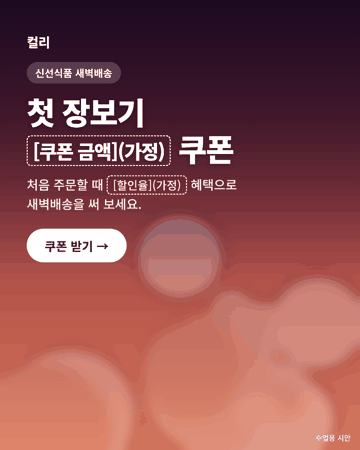 컬리
신선식품 새벽배송
첫 장보기
[쿠폰 금액](가정) 쿠폰
처음 주문할 때 [할인율](가정) 혜택으로
새벽배송을 써 보세요.
쿠폰 받기 →
수업용 시안